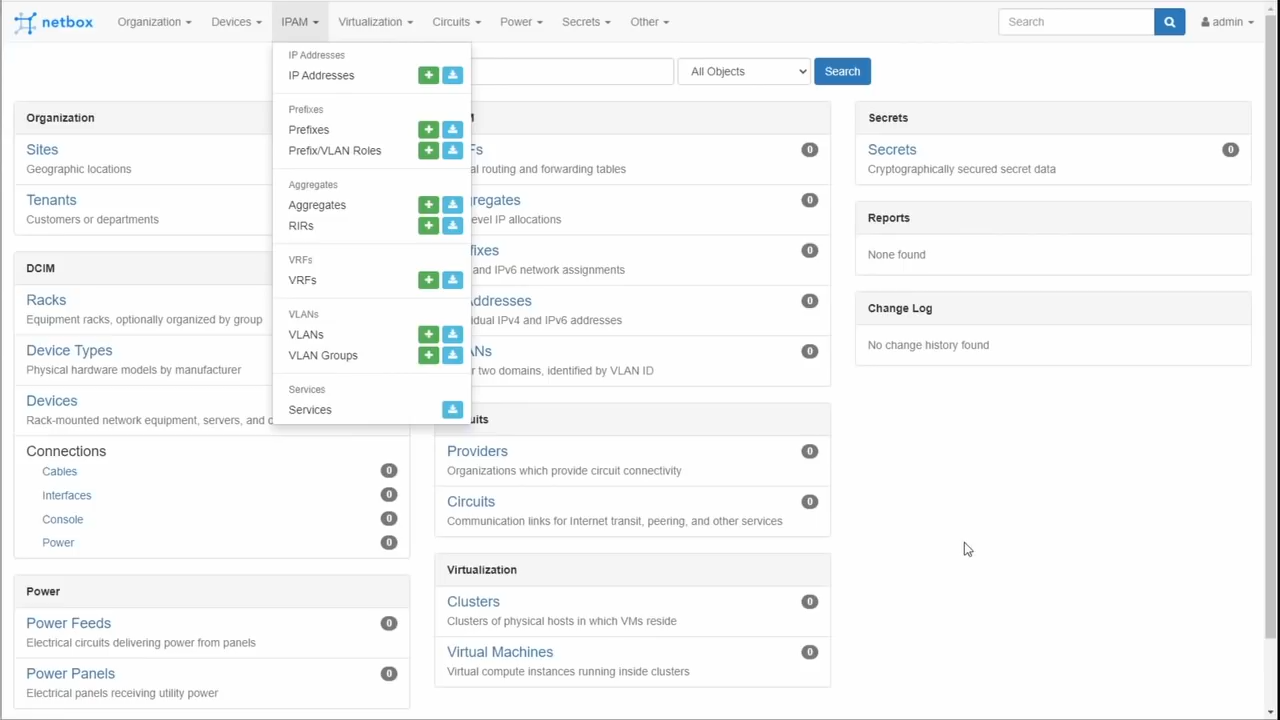 netbox
Organization
Devices
IPAM
Virtualization
Circuits
Power
Secrets
Other
Search
admin
All Objects
Search
IP Addresses
IP Addresses
Prefixes
Prefixes
Prefix/VLAN Roles
Aggregates
Aggregates
RIRs
VRFs
VRFs
VLANs
VLANs
VLAN Groups
Services
Services
Organization
Sites
Geographic locations
Tenants
Customers or departments
DCIM
Racks
Equipment racks, optionally organized by group
Device Types
Physical hardware models by manufacturer
Devices
Rack-mounted network equipment, servers, and
Connections
Cables 0
Interfaces 0
Console 0
Power 0
Power
Power Feeds 0
Electrical circuits delivering power from panels
Power Panels 0
Electrical panels receiving utility power
Fs 0
al routing and forwarding tables
regates 0
evel IP allocations
fixes 0
and IPv6 network assignments
Addresses 0
idual IPv4 and IPv6 addresses
ANs 0
r two domains, identified by VLAN ID
uits
Providers 0
Organizations which provide circuit connectivity
Circuits 0
Communication links for Internet transit, peering, and other services
Virtualization
Clusters 0
Clusters of physical hosts in which VMs reside
Virtual Machines 0
Virtual compute instances running inside clusters
Secrets
Secrets 0
Cryptographically secured secret data
Reports
None found
Change Log
No change history found